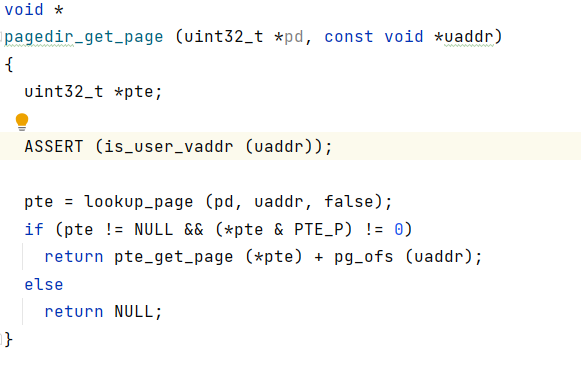 void *
pagedir_get_page (uint32_t *pd, const void *uaddr)
{
  uint32_t *pte;

  ASSERT (is_user_vaddr (uaddr));

  pte = lookup_page (pd, uaddr, false);
  if (pte != NULL && (*pte & PTE_P) != 0)
    return pte_get_page (*pte) + pg_ofs (uaddr);
  else
    return NULL;
}